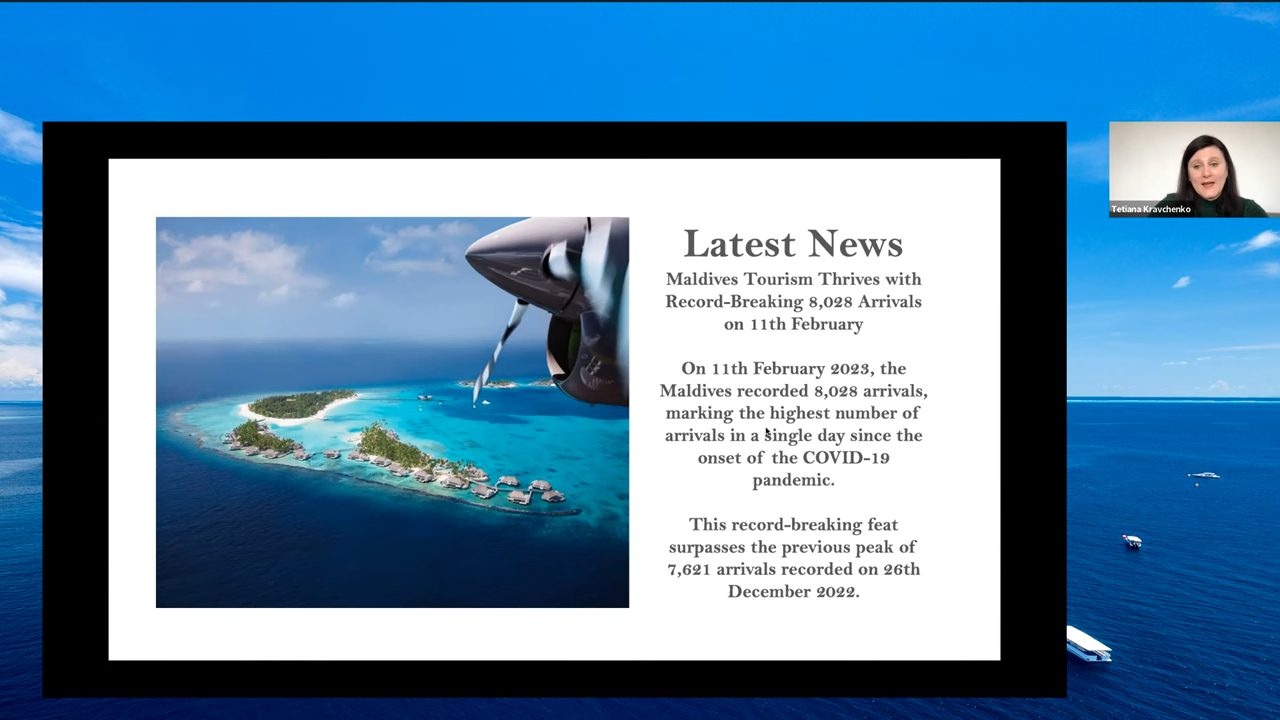 Latest News
Maldives Tourism Thrives with
Record-Breaking 8,028 Arrivals
on 11th February
On 11th February 2023, the
Maldives recorded 8,028 arrivals,
marking the highest number of
arrivals in a single day since the
onset of the COVID-19
pandemic.
This record-breaking feat
surpasses the previous peak of
7,621 arrivals recorded on 26th
December 2022.
Tetiana Kravchenko